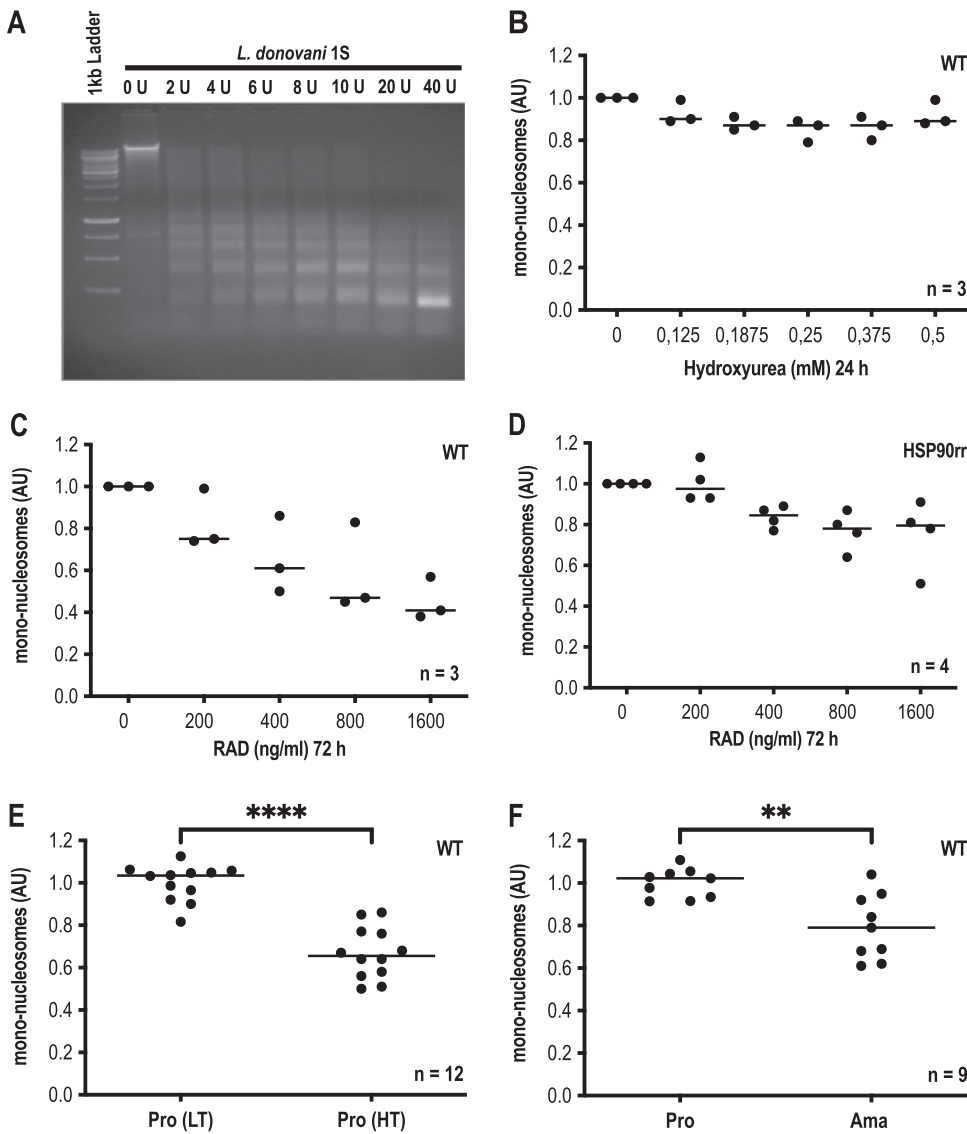 A
1kb Ladder
L. donovani 1S
0 U 2 U 4 U 6 U 8 U 10 U 20 U 40 U
B
WT
mono-nucleosomes (AU)
1.2
1.0
0.8
0.6
0.4
0.2
0.0
n = 3
0 0,125 0,1875 0,25 0,375 0,5
Hydroxyurea (mM) 24 h
C
WT
mono-nucleosomes (AU)
1.2
1.0
0.8
0.6
0.4
0.2
0.0
n = 3
0 200 400 800 1600
RAD (ng/ml) 72 h
D
HSP90rr
mono-nucleosomes (AU)
1.2
1.0
0.8
0.6
0.4
0.2
0.0
n = 4
0 200 400 800 1600
RAD (ng/ml) 72 h
E
****
WT
mono-nucleosomes (AU)
1.2
1.0
0.8
0.6
0.4
0.2
0.0
n = 12
Pro (LT) Pro (HT)
F
**
WT
mono-nucleosomes (AU)
1.2
1.0
0.8
0.6
0.4
0.2
0.0
n = 9
Pro Ama